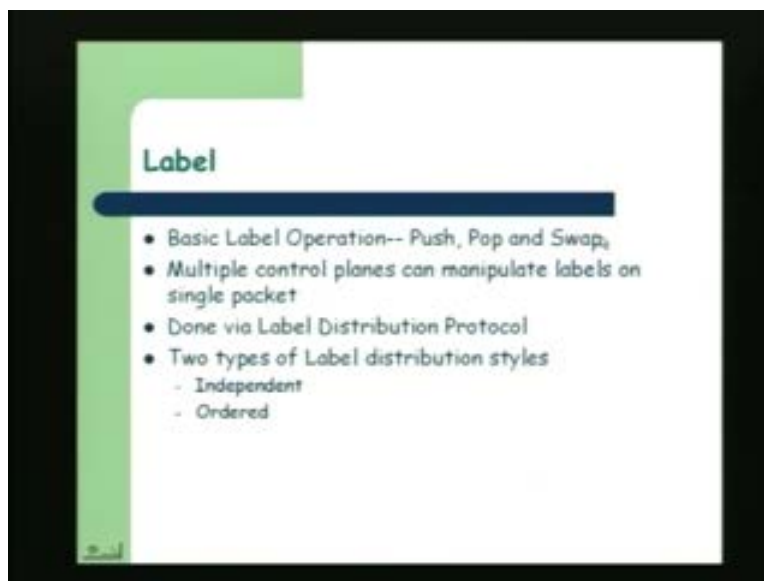 Label
● Basic Label Operation-- Push, Pop and Swap
● Multiple control planes can manipulate labels on
single packet
● Done via Label Distribution Protocol
● Two types of Label distribution styles
- Independent
- Ordered